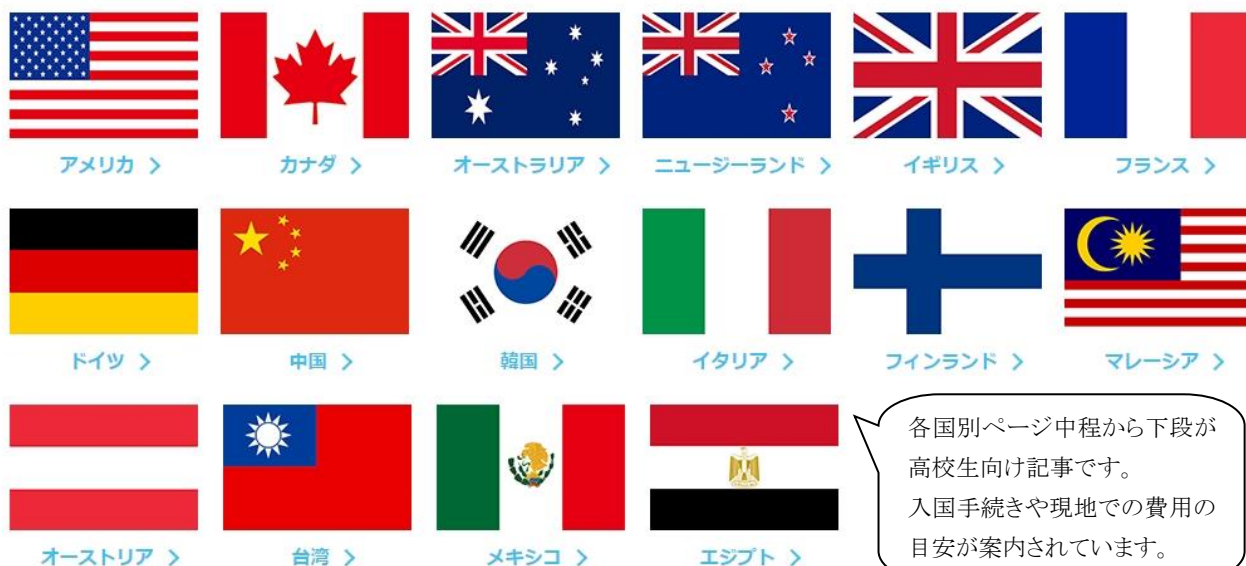 アメリカ >
カナダ >
オーストラリア >
ニュージーランド >
イギリス >
フランス >
ドイツ >
中国 >
韓国 >
イタリア >
フィンランド >
マレーシア >
オーストリア >
台湾 >
メキシコ >
エジプト >
各国別ページ中程から下段が
高校生向け記事です。
入国手続きや現地での費用の
目安が案内されています。